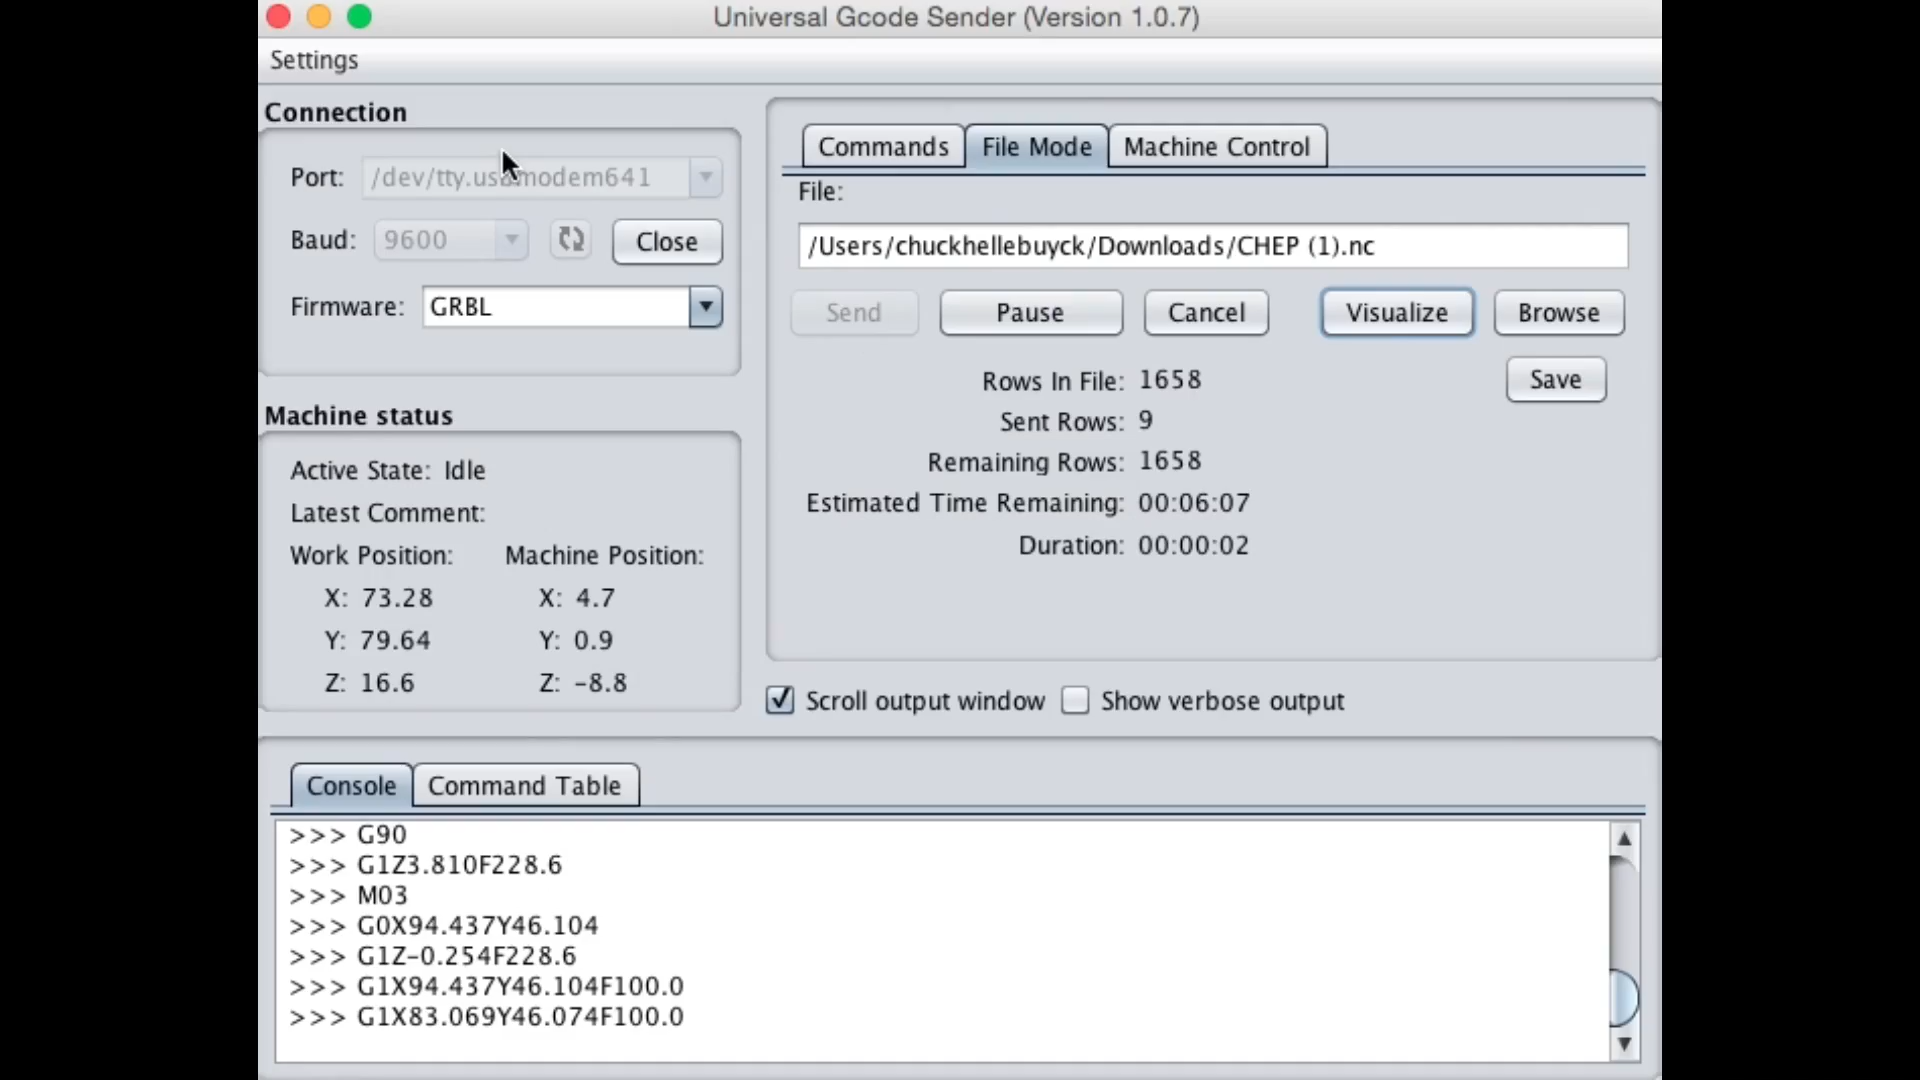 Universal Gcode Sender (Version 1.0.7)
Settings
Connection
Port: /dev/tty.usbmodem641
Baud: 9600 Close
Firmware: GRBL
Machine status
Active State: Idle
Latest Comment:
Work Position: Machine Position:
X: 73.28 X: 4.7
Y: 79.64 Y: 0.9
Z: 16.6 Z: -8.8
Commands File Mode Machine Control
File:
/Users/chuckhellebuyck/Downloads/CHEP (1).nc
Send Pause Cancel Visualize Browse
Save
Rows In File: 1658
Sent Rows: 9
Remaining Rows: 1658
Estimated Time Remaining: 00:06:07
Duration: 00:00:02
Scroll output window Show verbose output
Console Command Table
>>> G90
>>> G1Z3.810F228.6
>>> M03
>>> G0X94.437Y46.104
>>> G1Z-0.254F228.6
>>> G1X94.437Y46.104F100.0
>>> G1X83.069Y46.074F100.0